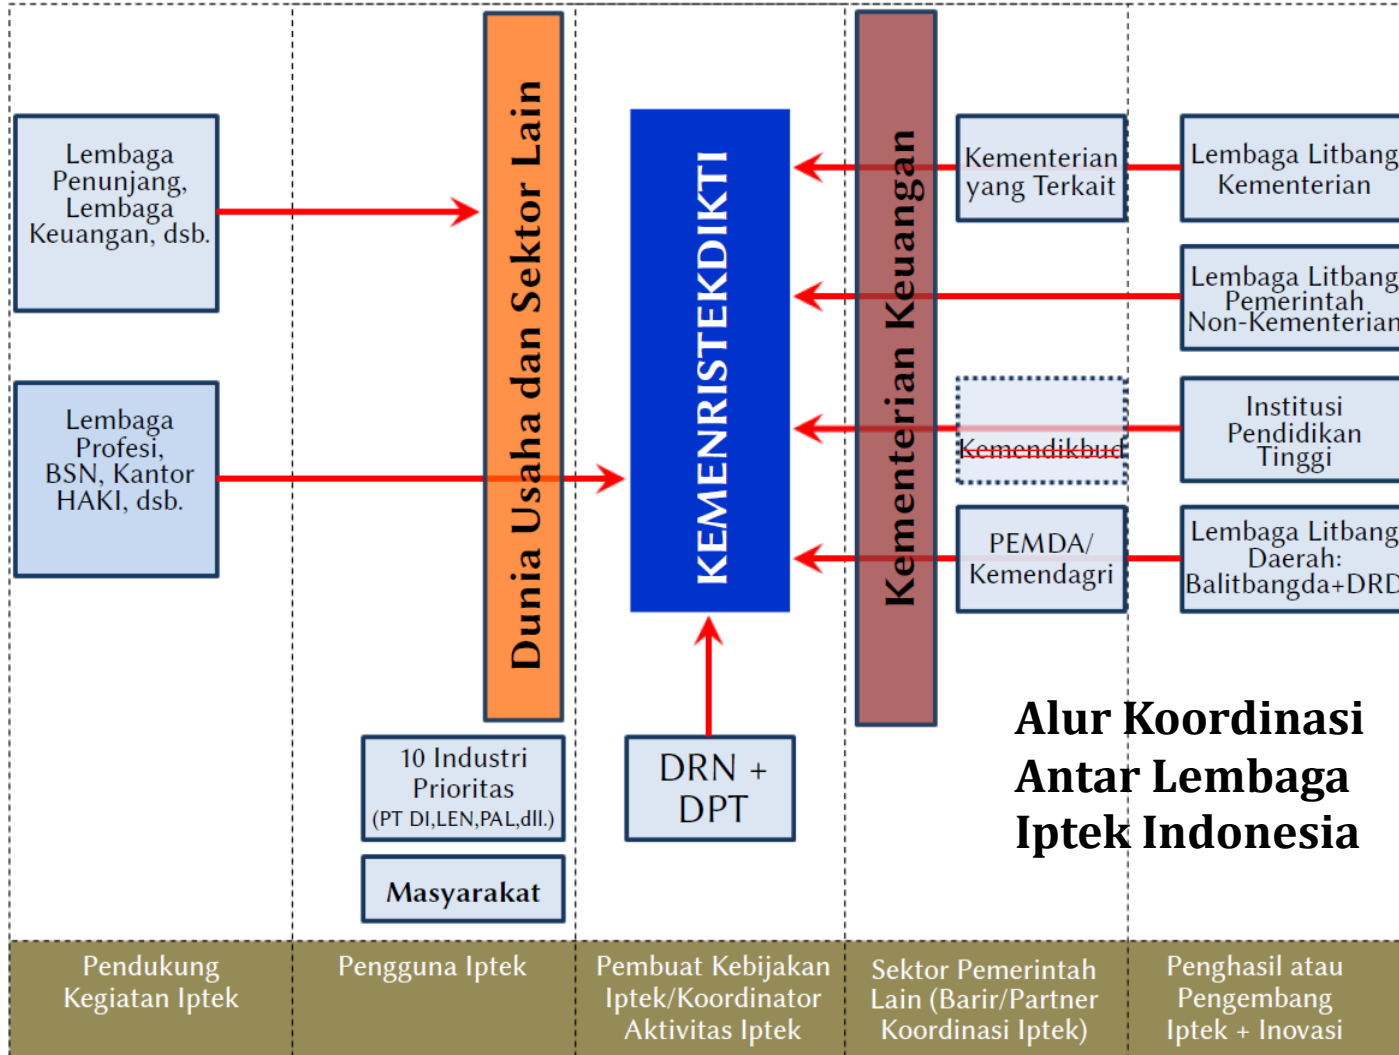 Lembaga
Penunjang,
Lembaga
Keuangan, dsb.
Lembaga
Profesi,
BSN, Kantor
HAKI, dsb.
Dunia Usaha dan Sektor Lain
10 Industri
Prioritas
(PT DI,LEN,PAL,dll.)
Masyarakat
KEMENRISTEKDIKTI
DRN +
DPT
Kementerian Keuangan
Kementerian
yang Terkait
Kemendikbud
PEMDA/
Kemendagri
Lembaga Litbang
Kementerian
Lembaga Litbang
Pemerintah
Non-Kementerian
Institusi
Pendidikan
Tinggi
Lembaga Litbang
Daerah:
Balitbangda+DRD
Alur Koordinasi
Antar Lembaga
Iptek Indonesia
Pendukung
Kegiatan Iptek
Pengguna Iptek
Pembuat Kebijakan
Iptek/Koordinator
Aktivitas Iptek
Sektor Pemerintah
Lain (Barir/Partner
Koordinasi Iptek)
Penghasil atau
Pengembang
Iptek + Inovasi